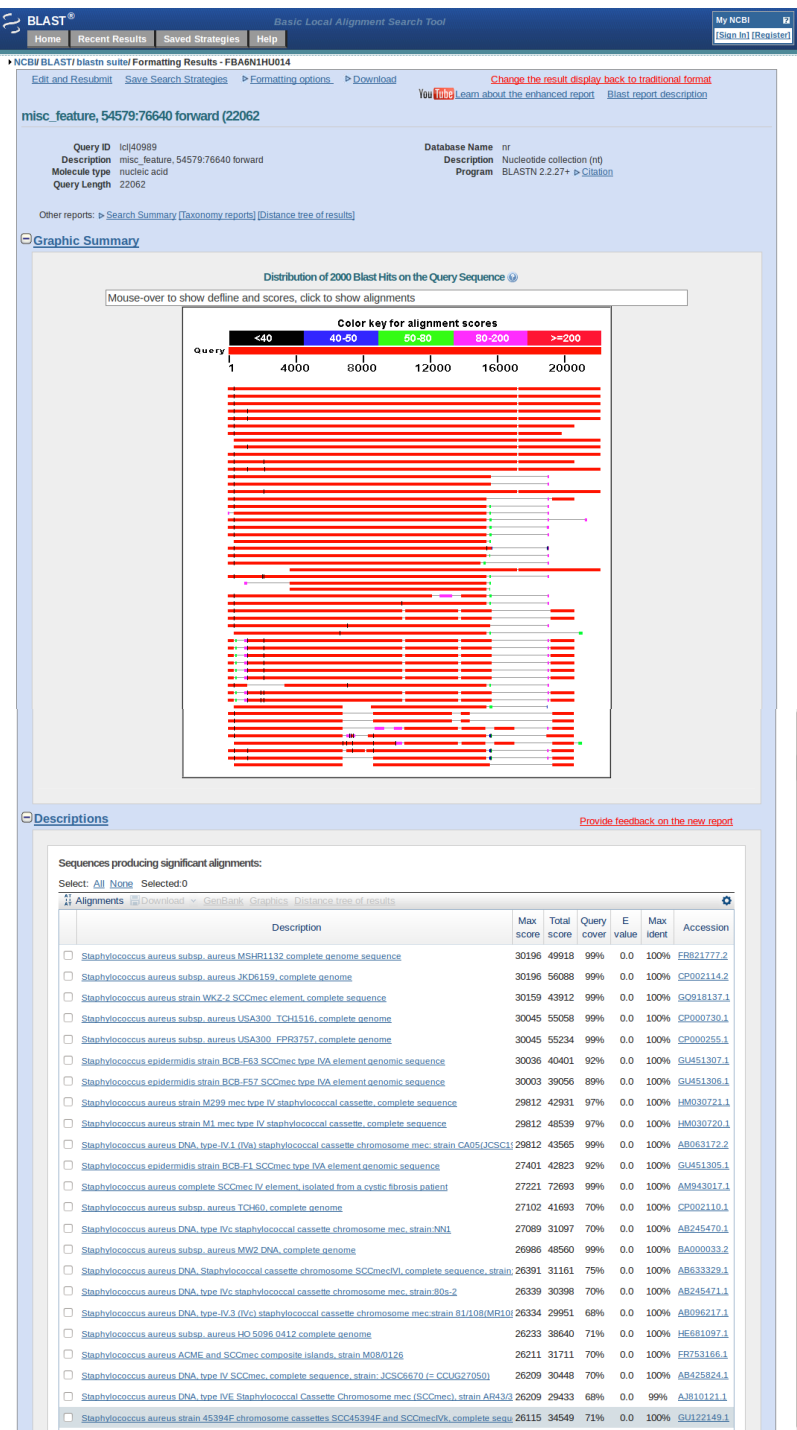 BLAST® Basic Local Alignment Search Tool My NCBI ?
Home Recent Results Saved Strategies Help [Sign In] [Register]
NCBI/ BLAST/ blastn suite/ Formatting Results - FBA6N1HU014
Edit and Resubmit Save Search Strategies Formatting options Download Change the result display back to traditional format
YouTube Learn about the enhanced report Blast report description
misc_feature, 54579:76640 forward (22062
Query ID lcl|40989 Database Name nr
Description misc_feature, 54579:76640 forward Description Nucleotide collection (nt)
Molecule type nucleic acid Program BLASTN 2.2.27+ Citation
Query Length 22062
Other reports: Search Summary [Taxonomy reports] [Distance tree of results]
Graphic Summary
Distribution of 2000 Blast Hits on the Query Sequence
Mouse-over to show defline and scores, click to show alignments
Color key for alignment scores
<40 40-50 50-80 80-200 >=200
Query
1 4000 8000 12000 16000 20000
Descriptions Provide feedback on the new report
Sequences producing significant alignments:
Select: All None Selected:0
Alignments Download GenBank Graphics Distance tree of results
Description Max score Total score Query cover E value Max ident Accession
Staphylococcus aureus subsp. aureus MSHR1132 complete genome sequence 30196 49918 99% 0.0 100% FR821777.2
Staphylococcus aureus subsp. aureus JKD6159, complete genome 30196 56088 99% 0.0 100% CP002114.2
Staphylococcus aureus strain WKZ-2 SCCmec element, complete sequence 30159 43912 99% 0.0 100% GQ918137.1
Staphylococcus aureus subsp. aureus USA300_TCH1516, complete genome 30045 55058 99% 0.0 100% CP000730.1
Staphylococcus aureus subsp. aureus USA300_FPR3757, complete genome 30045 55234 99% 0.0 100% CP000255.1
Staphylococcus epidermidis strain BCB-F63 SCCmec type IVA element genomic sequence 30036 40401 92% 0.0 100% GU451307.1
Staphylococcus epidermidis strain BCB-F57 SCCmec type IVA element genomic sequence 30003 39056 89% 0.0 100% GU451306.1
Staphylococcus aureus strain M299 mec type IV staphylococcal cassette, complete sequence 29812 42931 97% 0.0 100% HM030721.1
Staphylococcus aureus strain M1 mec type IV staphylococcal cassette, complete sequence 29812 48539 97% 0.0 100% HM030720.1
Staphylococcus aureus DNA, type-IV.1 (IVa) staphylococcal cassette chromosome mec: strain CA05(JCSC19 29812 43565 99% 0.0 100% AB063172.2
Staphylococcus epidermidis strain BCB-F1 SCCmec type IVA element genomic sequence 27401 42823 92% 0.0 100% GU451305.1
Staphylococcus aureus complete SCCmec IV element, isolated from a cystic fibrosis patient 27221 72693 99% 0.0 100% AM943017.1
Staphylococcus aureus subsp. aureus TCH60, complete genome 27102 41693 70% 0.0 100% CP002110.1
Staphylococcus aureus DNA, type IVc staphylococcal cassette chromosome mec, strain:NN1 27089 31097 70% 0.0 100% AB245470.1
Staphylococcus aureus subsp. aureus MW2 DNA, complete genome 26986 48560 99% 0.0 100% BA000033.2
Staphylococcus aureus DNA, Staphylococcal cassette chromosome SCCmecIVl, complete sequence, strain: 26391 31161 75% 0.0 100% AB633329.1
Staphylococcus aureus DNA, type IVc staphylococcal cassette chromosome mec, strain:80s-2 26339 30398 70% 0.0 100% AB245471.1
Staphylococcus aureus DNA, type-IV.3 (IVc) staphylococcal cassette chromosome mec:strain 81/108(MR108 26334 29951 68% 0.0 100% AB096217.1
Staphylococcus aureus subsp. aureus HO 5096 0412 complete genome 26233 38640 71% 0.0 100% HE681097.1
Staphylococcus aureus ACME and SCCmec composite islands, strain M08/0126 26211 31711 70% 0.0 100% FR753166.1
Staphylococcus aureus DNA, type IV SCCmec, complete sequence, strain: JCSC6670 (= CCUG27050) 26209 30448 70% 0.0 100% AB425824.1
Staphylococcus aureus DNA, type IVE Staphylococcal Cassette Chromosome mec (SCCmec), strain AR43/3 26209 29433 68% 0.0 99% AJ810121.1
Staphylococcus aureus strain 45394F chromosome cassettes SCC45394F and SCCmecIVk, complete sequ 26115 34549 71% 0.0 100% GU122149.1